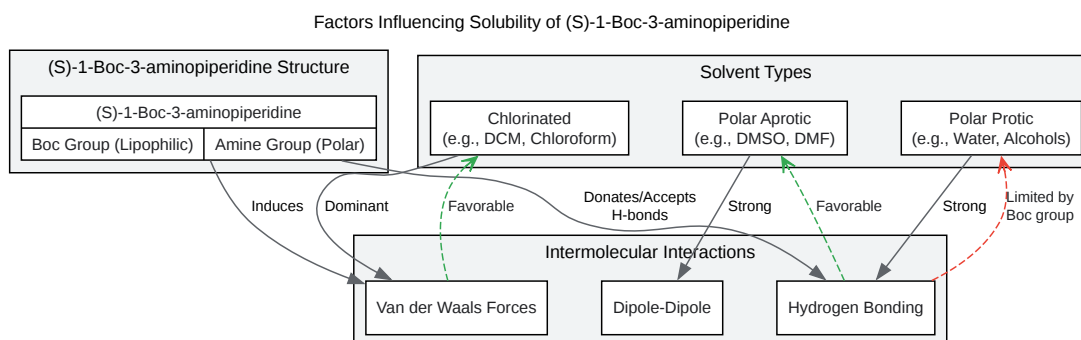 Factors Influencing Solubility of (S)-1-Boc-3-aminopiperidine
(S)-1-Boc-3-aminopiperidine Structure
(S)-1-Boc-3-aminopiperidine
Boc Group (Lipophilic)
Amine Group (Polar)
Solvent Types
Chlorinated
(e.g., DCM, Chloroform)
Polar Aprotic
(e.g., DMSO, DMF)
Polar Protic
(e.g., Water, Alcohols)
Induces
Dominant
Favorable
Donates/Accepts
H-bonds
Strong
Favorable
Strong
Limited by
Boc group
Intermolecular Interactions
Van der Waals Forces
Dipole-Dipole
Hydrogen Bonding